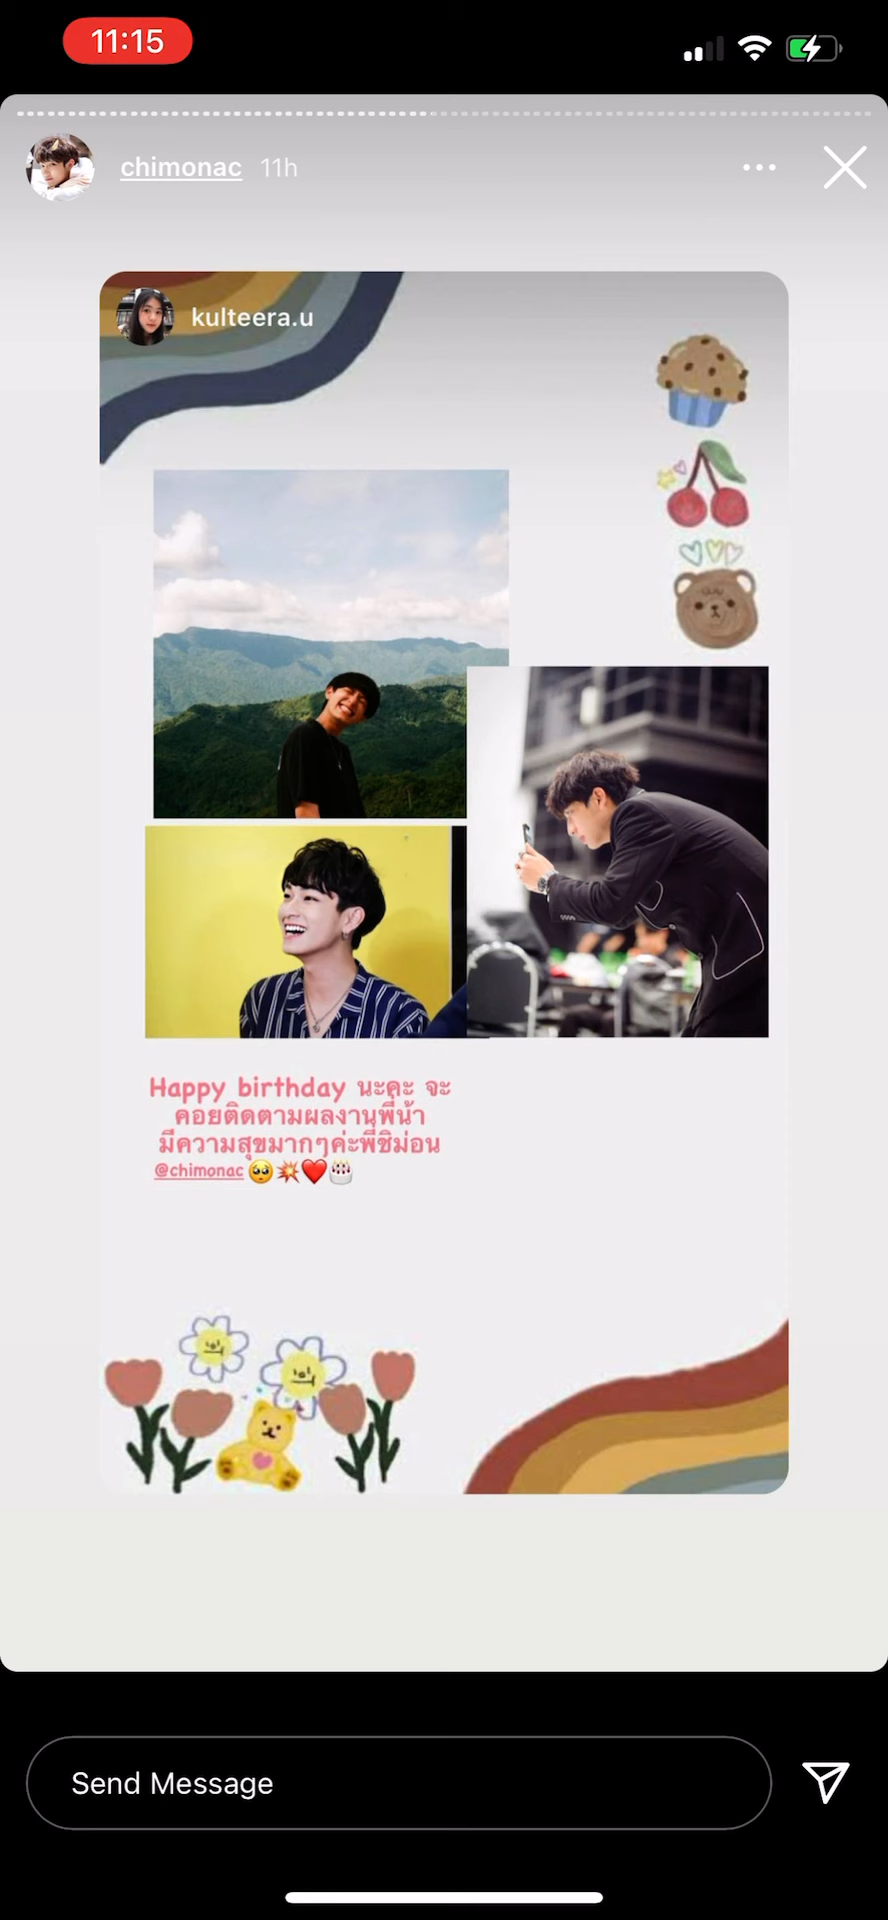 11:15
chimonac 11h
kulteera.u
Happy birthday นะคะ จะ
คอยติดตามผลงานพี่น้า
มีความสุขมากๆค่ะพี่ชิม่อน
@chimonac 🥺💥❤️🎂
Send Message